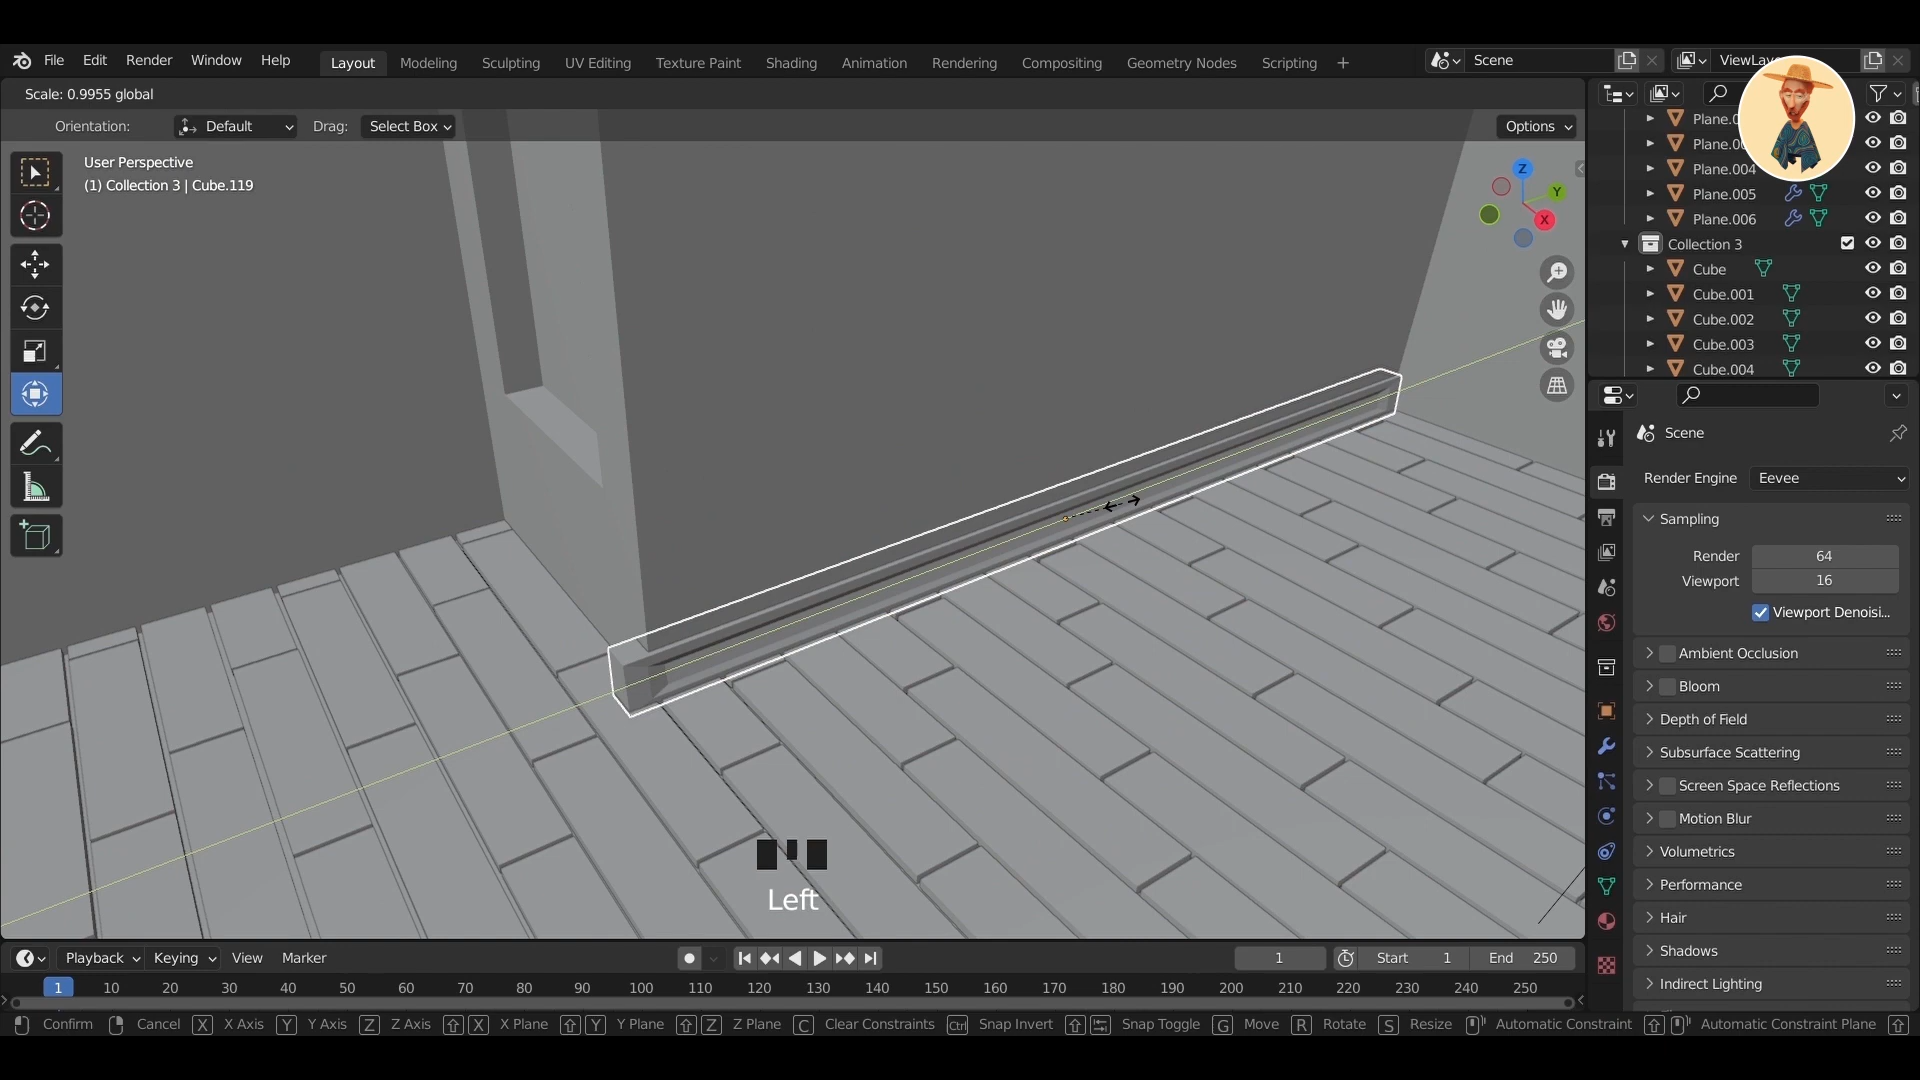 File Edit Render Window Help
Layout Modeling Sculpting UV Editing Texture Paint Shading Animation Rendering Compositing Geometry Nodes Scripting +
Scene
Scale: 0.9955 global
Orientation: Default Drag: Select Box
Options
User Perspective
(1) Collection 3 | Cube.119
Z
Y
X
Plane.004
Plane.005
Plane.006
Collection 3
Cube
Cube.001
Cube.002
Cube.003
Cube.004
Scene
Render Engine Eevee
Sampling
Render 64
Viewport 16
Viewport Denoisi...
Ambient Occlusion
Bloom
Depth of Field
Subsurface Scattering
Screen Space Reflections
Motion Blur
Volumetrics
Performance
Hair
Shadows
Indirect Lighting
Left
Playback Keying View Marker
1 Start 1 End 250
1 10 20 30 40 50 60 70 80 90 100 110 120 130 140 150 160 170 180 190 200 210 220 230 240 250
Confirm Cancel X X Axis Y Y Axis Z Z Axis X X Plane Y Y Plane Z Z Plane C Clear Constraints Ctrl Snap Invert Snap Toggle G Move R Rotate S Resize Automatic Constraint Automatic Constraint Plane